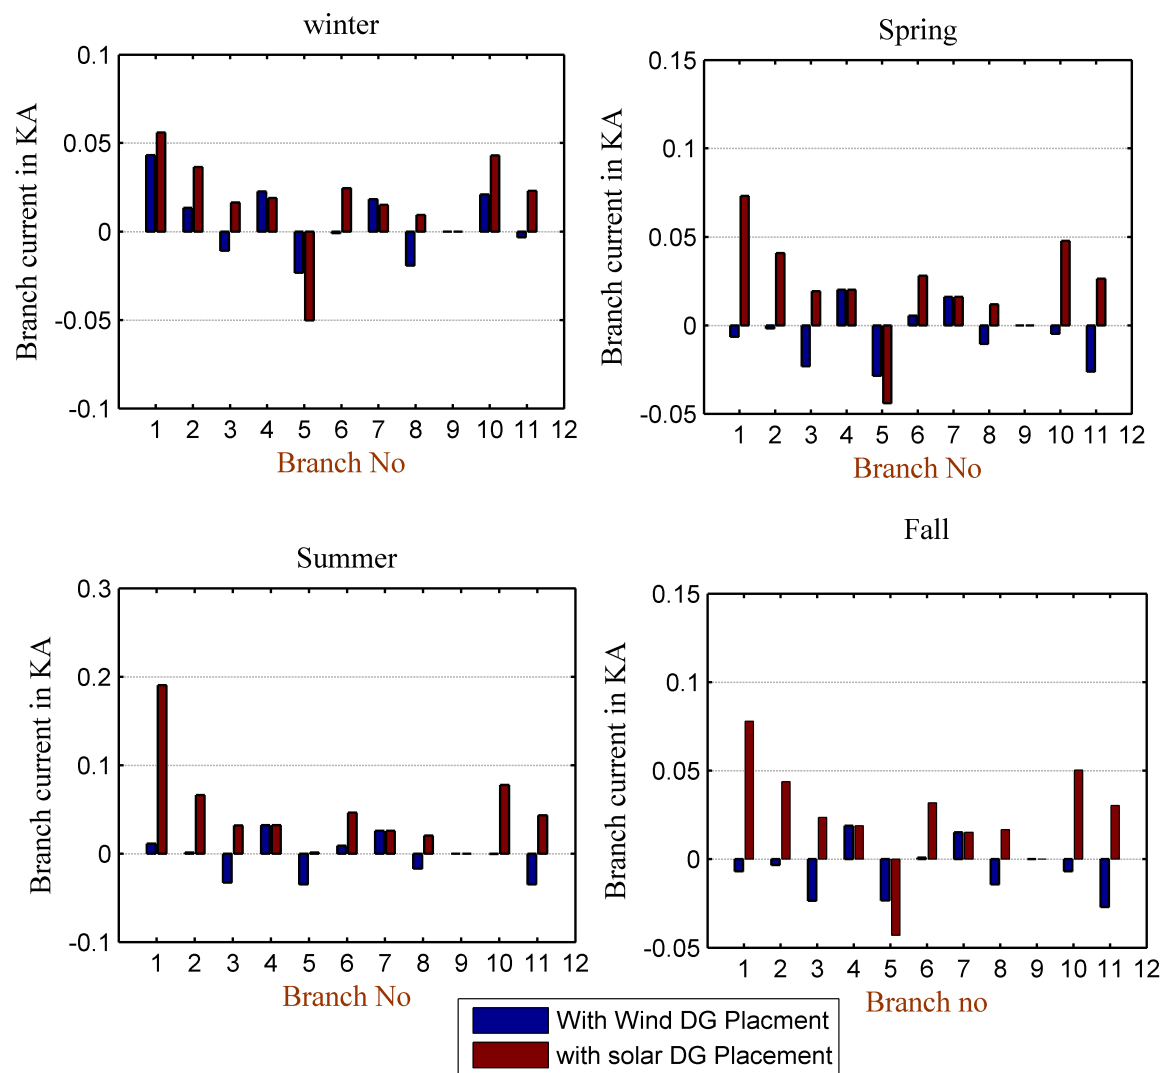 winter
0.1
0.05
0
-0.05
-0.1
Branch current in KA
1 2 3 4 5 6 7 8 9 10 11 12
Branch No
Spring
0.15
0.1
0.05
0
-0.05
Branch current in KA
1 2 3 4 5 6 7 8 9 10 11 12
Branch No
Summer
0.3
0.2
0.1
0
-0.1
Branch current in KA
1 2 3 4 5 6 7 8 9 10 11 12
Branch No
Fall
0.15
0.1
0.05
0
-0.05
Branch current in KA
1 2 3 4 5 6 7 8 9 10 11 12
Branch no
With Wind DG Placment
with solar DG Placement